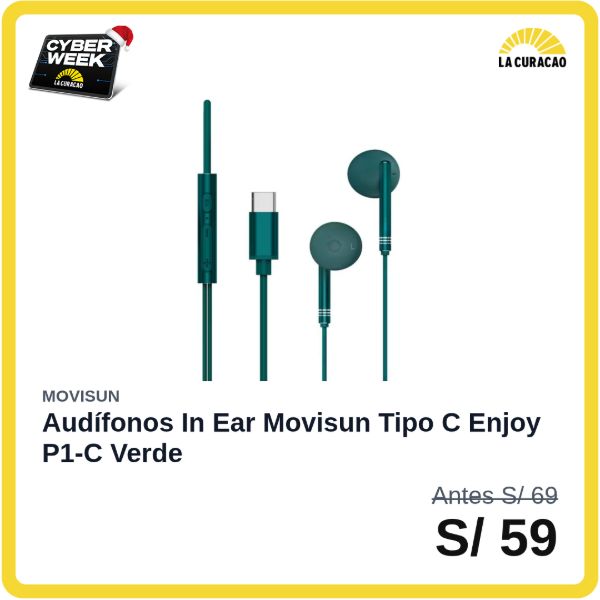 CYBER
WEEK
LA CURACAO
LA CURACAO
L
MOVISUN
Audífonos In Ear Movisun Tipo C Enjoy
P1-C Verde
Antes S/ 69
S/ 59